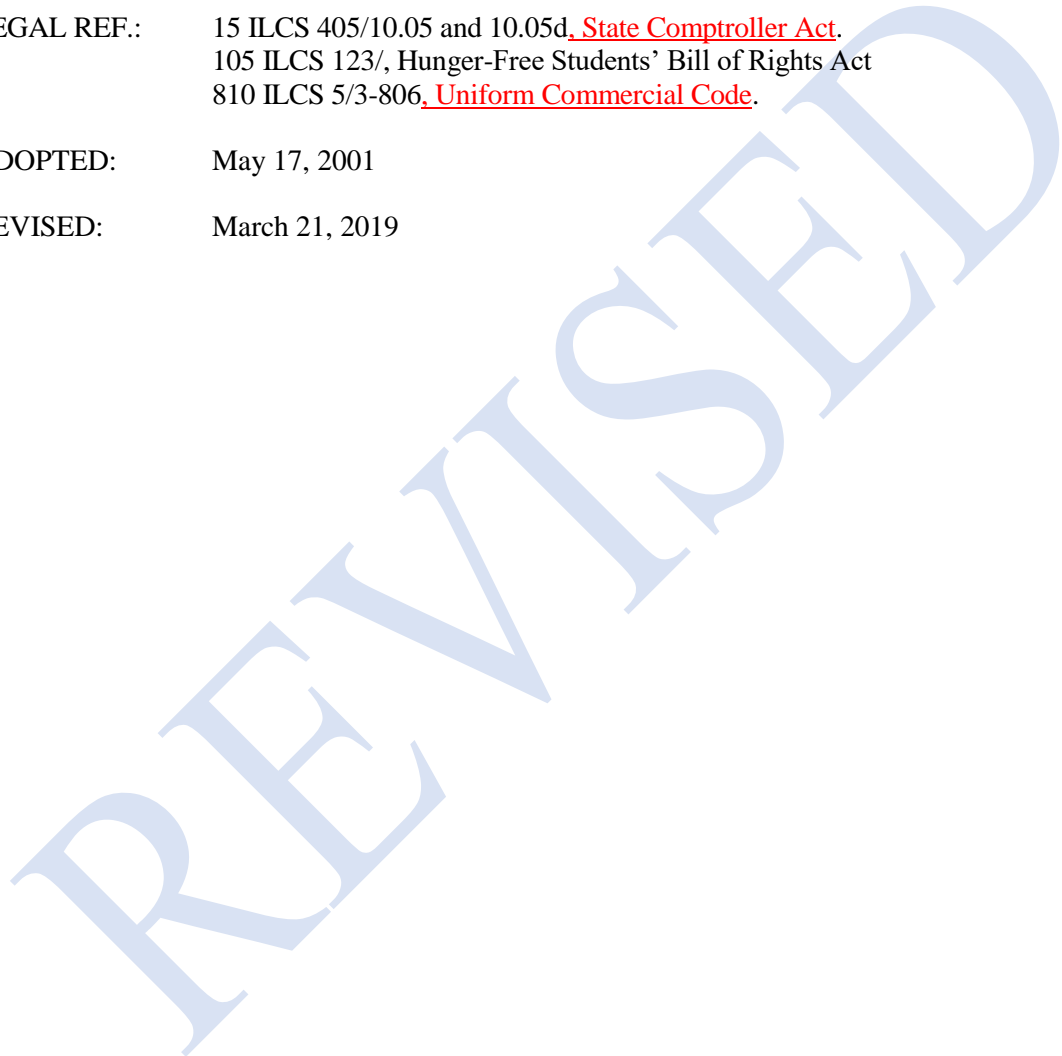 EGAL REF.: 15 ILCS 405/10.05 and 10.05d, State Comptroller Act.
105 ILCS 123/, Hunger-Free Students’ Bill of Rights Act
810 ILCS 5/3-806, Uniform Commercial Code.
DOPTED: May 17, 2001
EVISED: March 21, 2019
REVISED